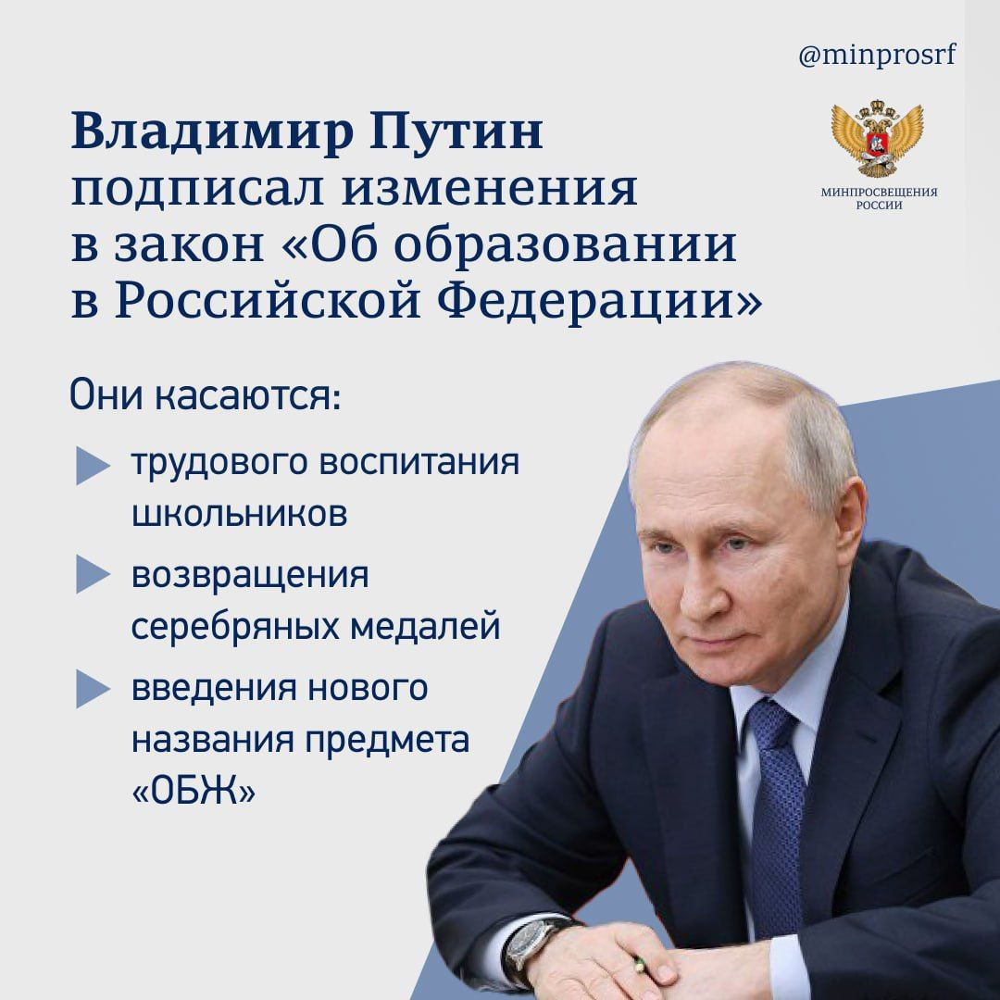 @minprosrf
МИНПРОСВЕЩЕНИЯ
РОССИИ
Владимир Путин
подписал изменения
в закон «Об образовании
в Российской Федерации»
Они касаются:
трудового воспитания
школьников
возвращения
серебряных медалей
введения нового
названия предмета
«ОБЖ»